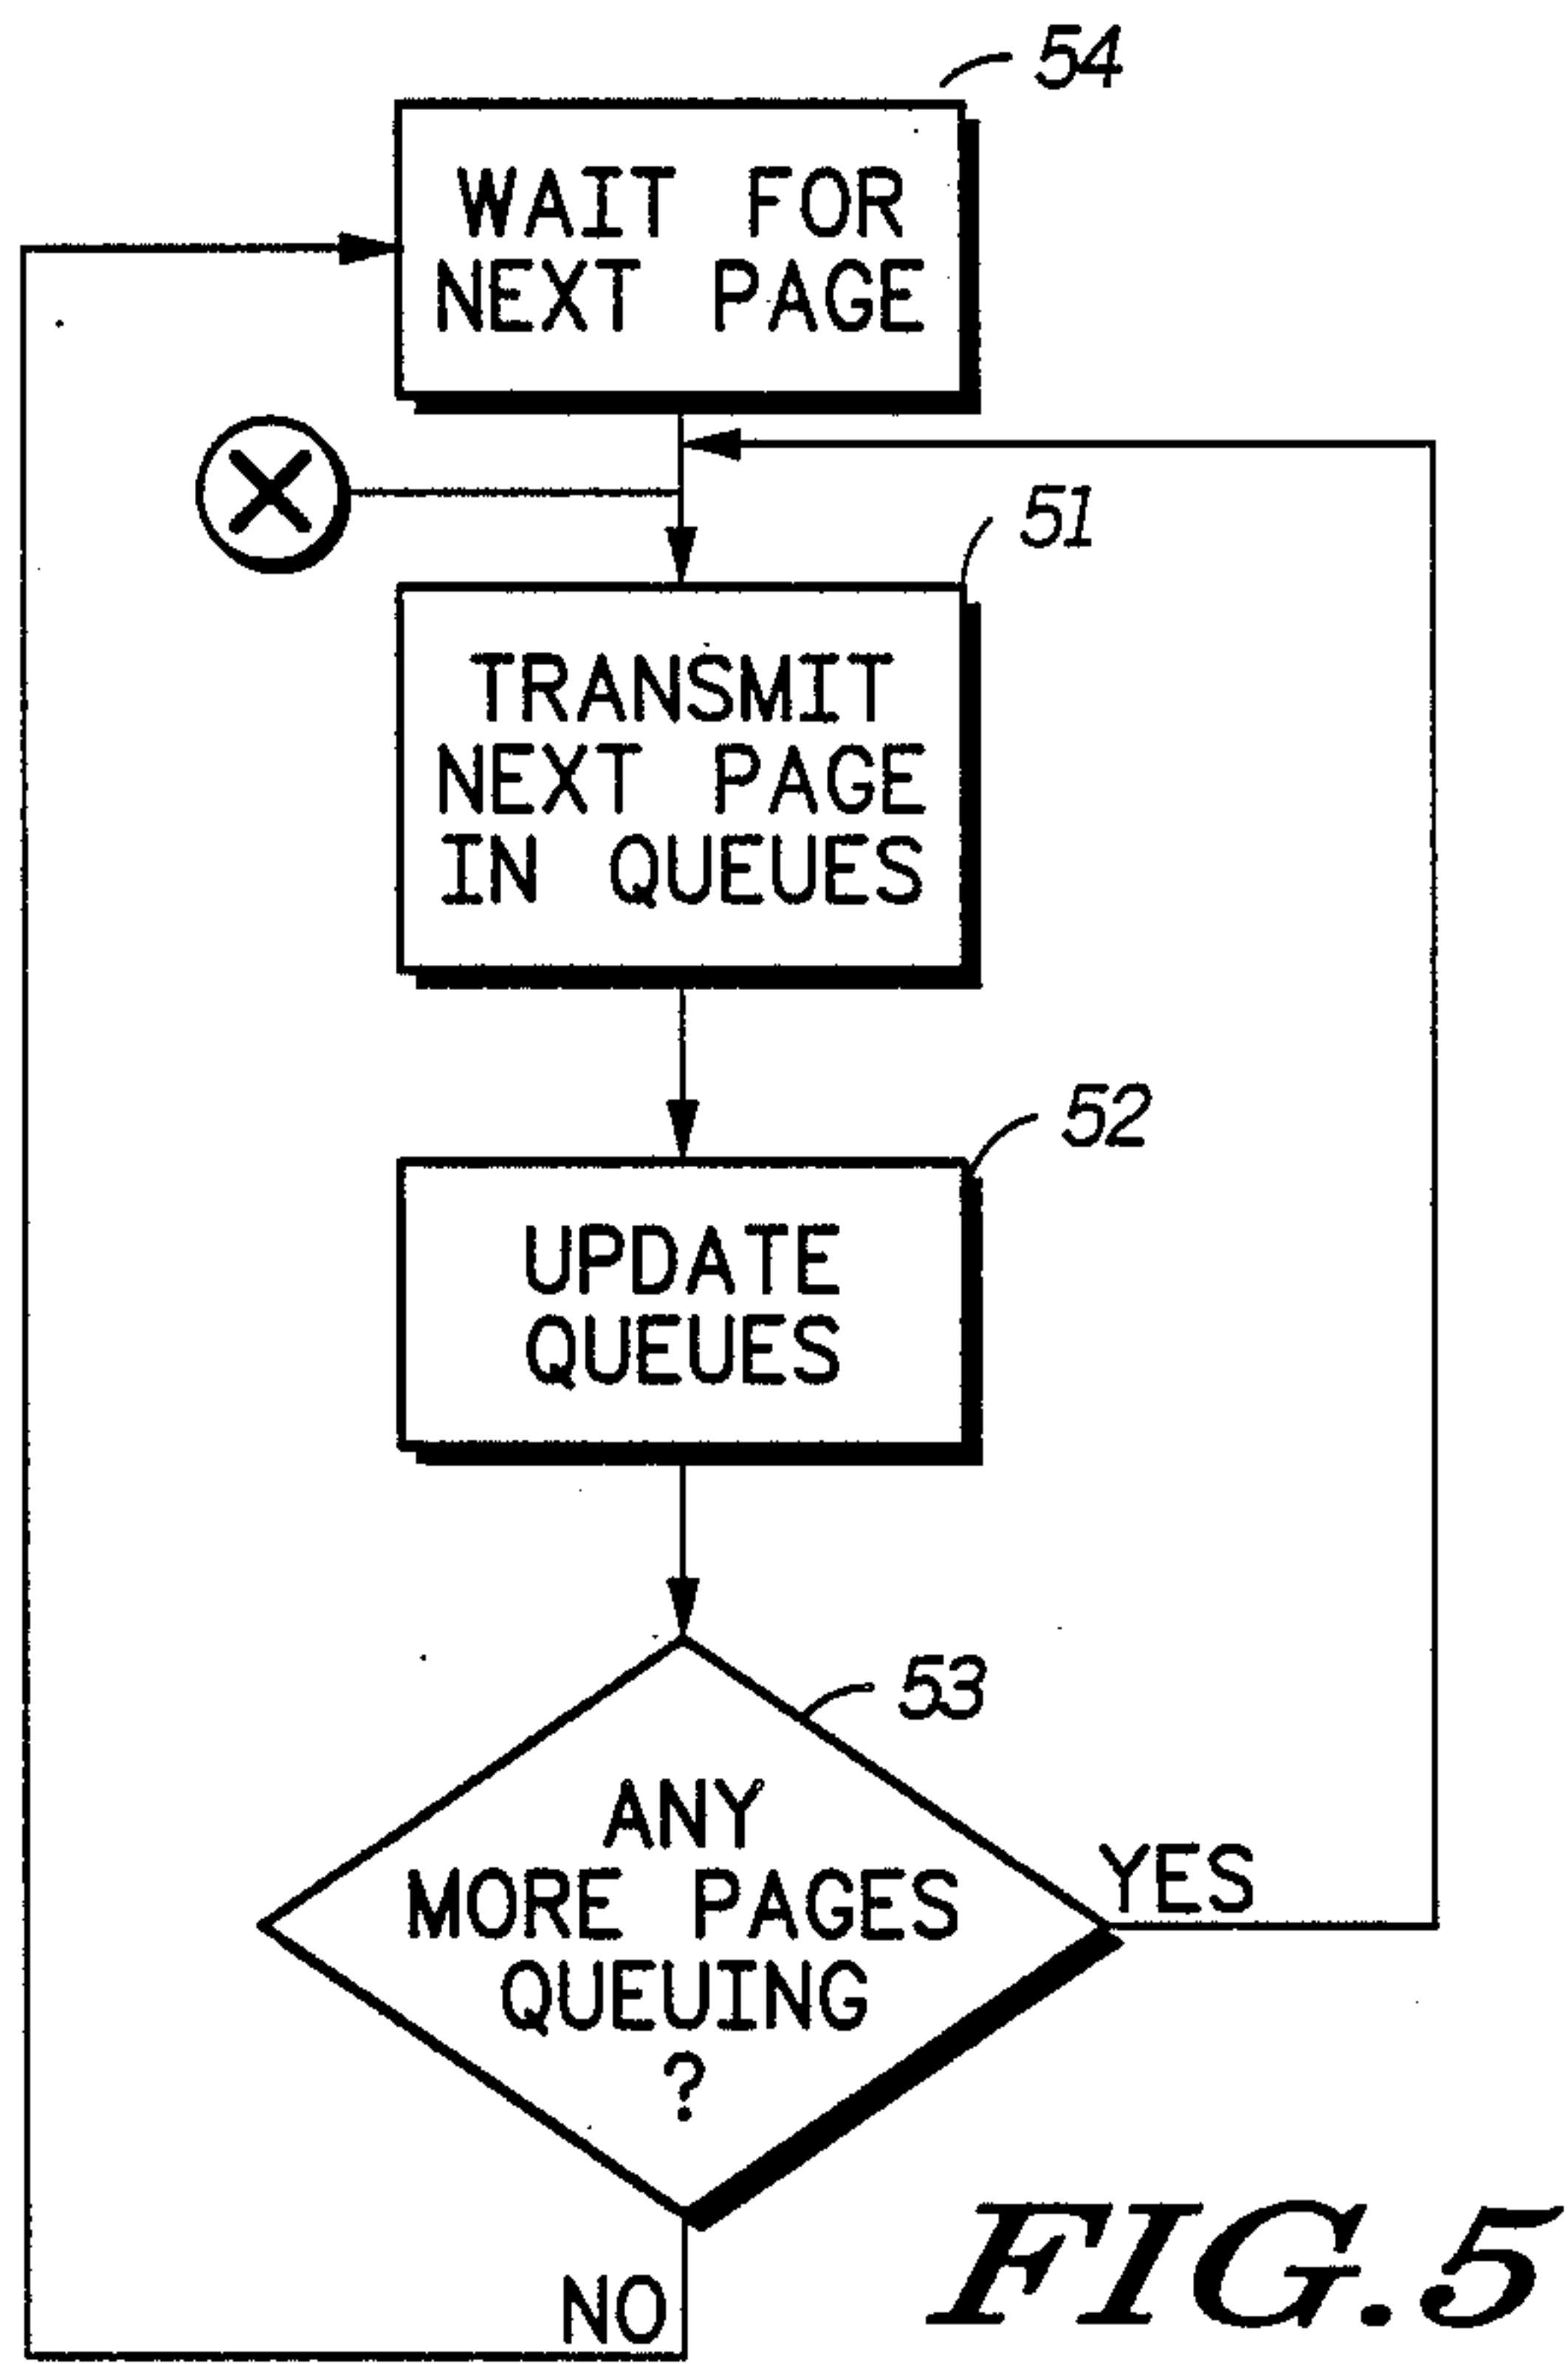 54
WAIT FOR
NEXT PAGE
X
51
TRANSMIT
NEXT PAGE
IN QUEUES
52
UPDATE
QUEUES
53
ANY
MORE PAGES
QUEUING
?
YES
NO
FIG.5